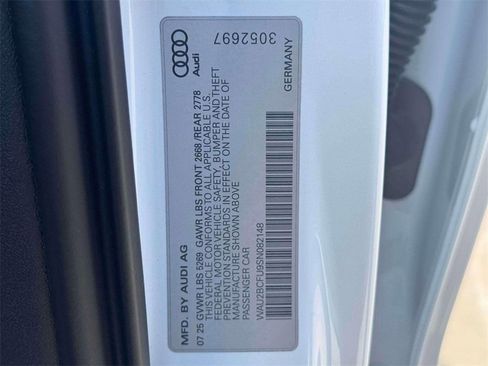 MFD. BY AUDI AG
07 25 GVWR LBS 5269 GAWR LBS FRONT 2668 /REAR 2778
THIS VEHICLE CONFORMS TO ALL APPLICABLE U.S.
FEDERAL MOTOR VEHICLE SAFETY, BUMPER AND THEFT
PREVENTION STANDARDS IN EFFECT ON THE DATE OF
MANUFACTURE SHOWN ABOVE
PASSENGER CAR
WAU2BCFU9SN082148
Audi
3052697
GERMANY